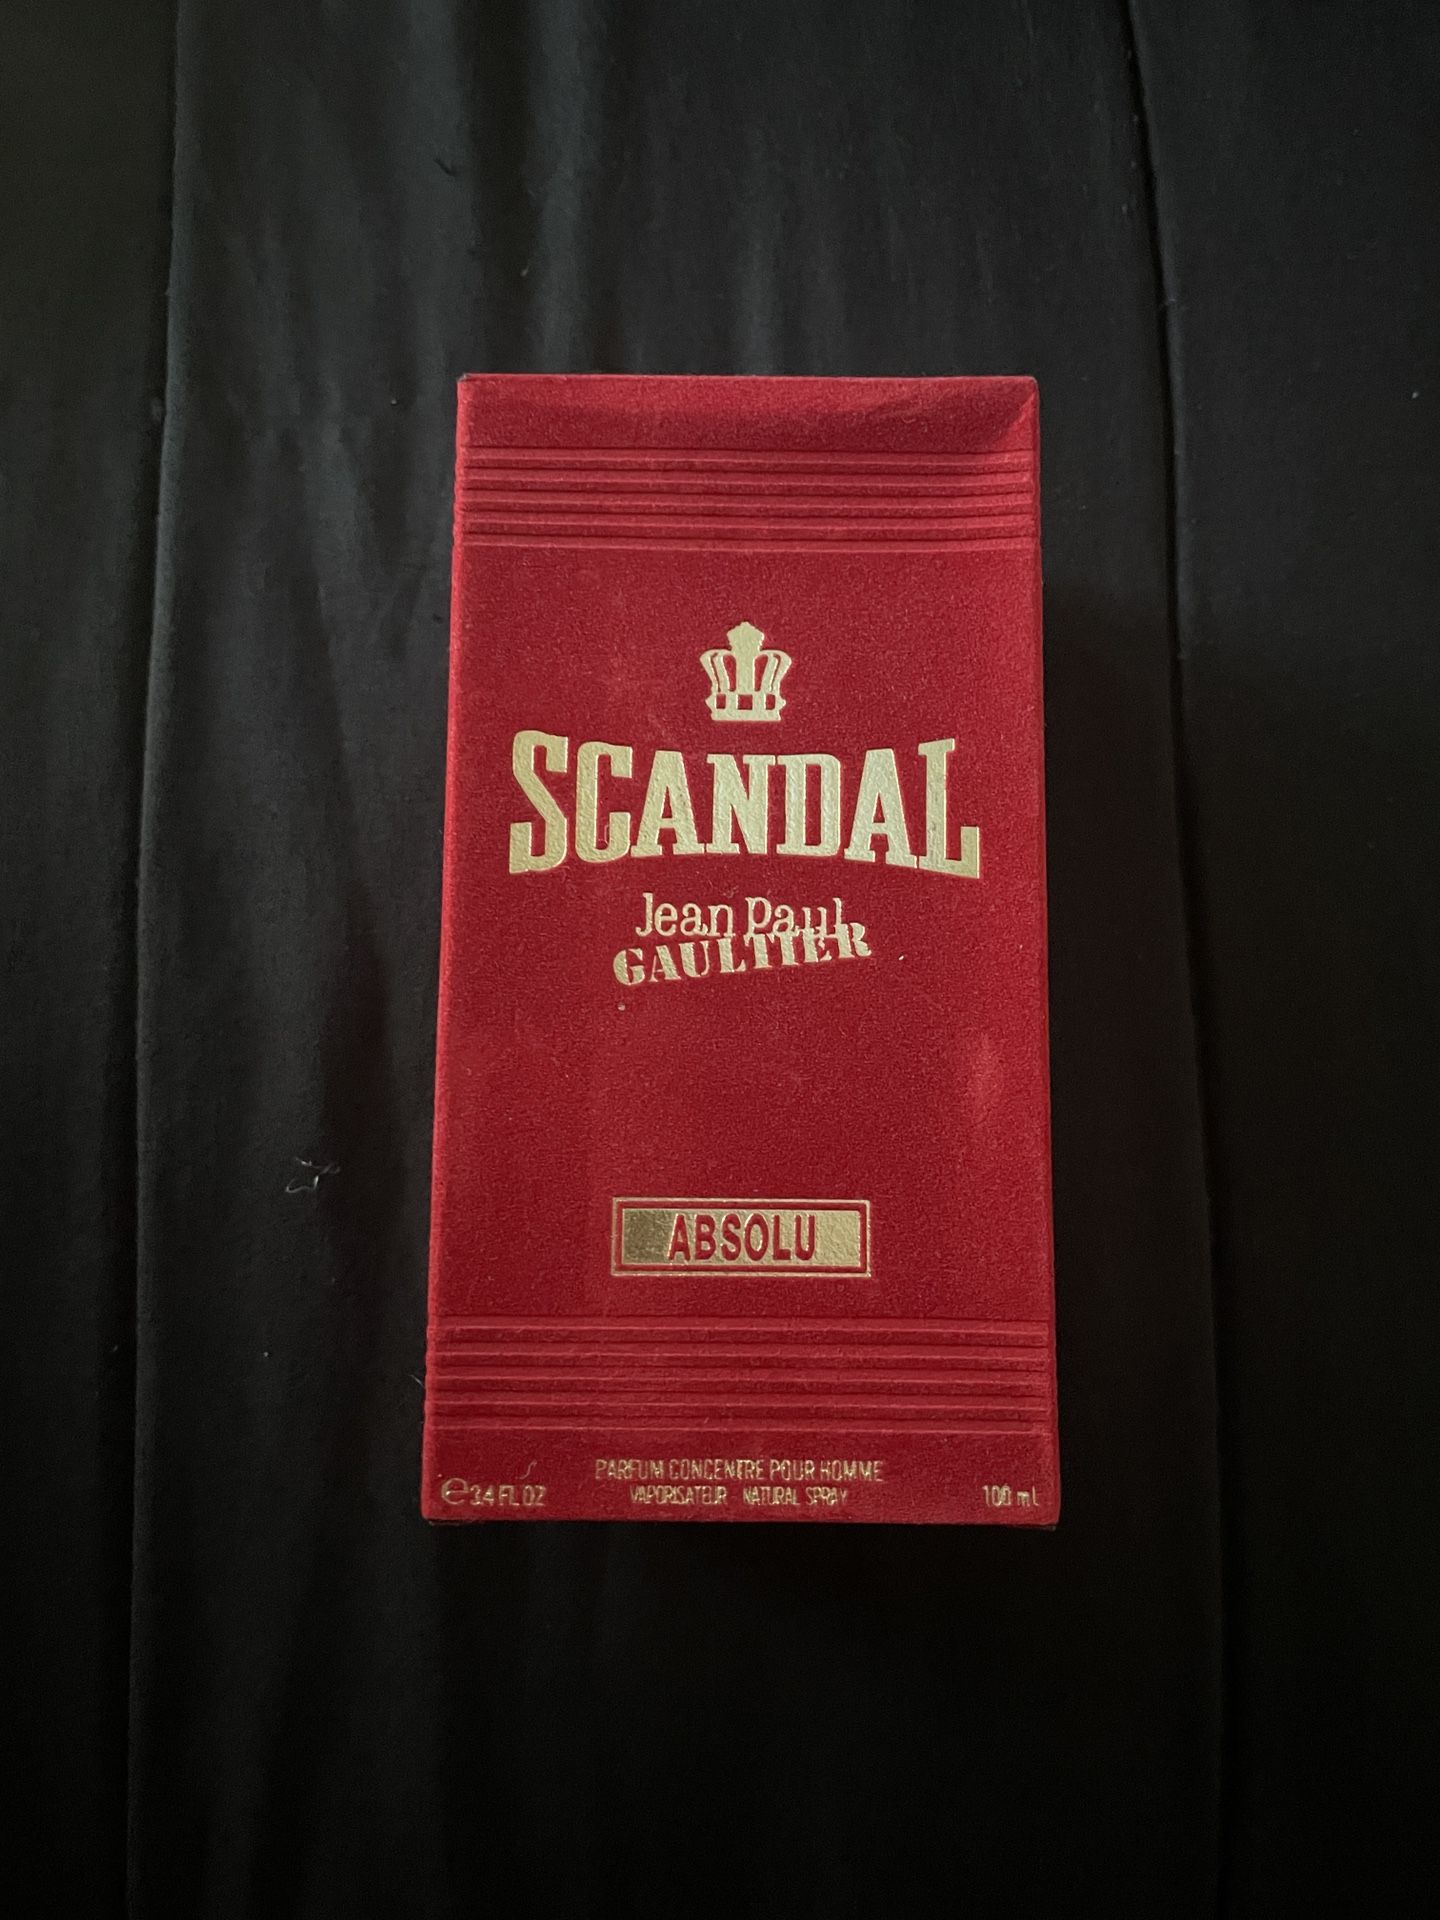 SCANDAL
Jean Paul
GAULTIER
ABSOLU
PARFUM CONCENTRE POUR HOMME
℮ 3.4 FL OZ VAPORISATEUR NATURAL SPRAY 100 ml